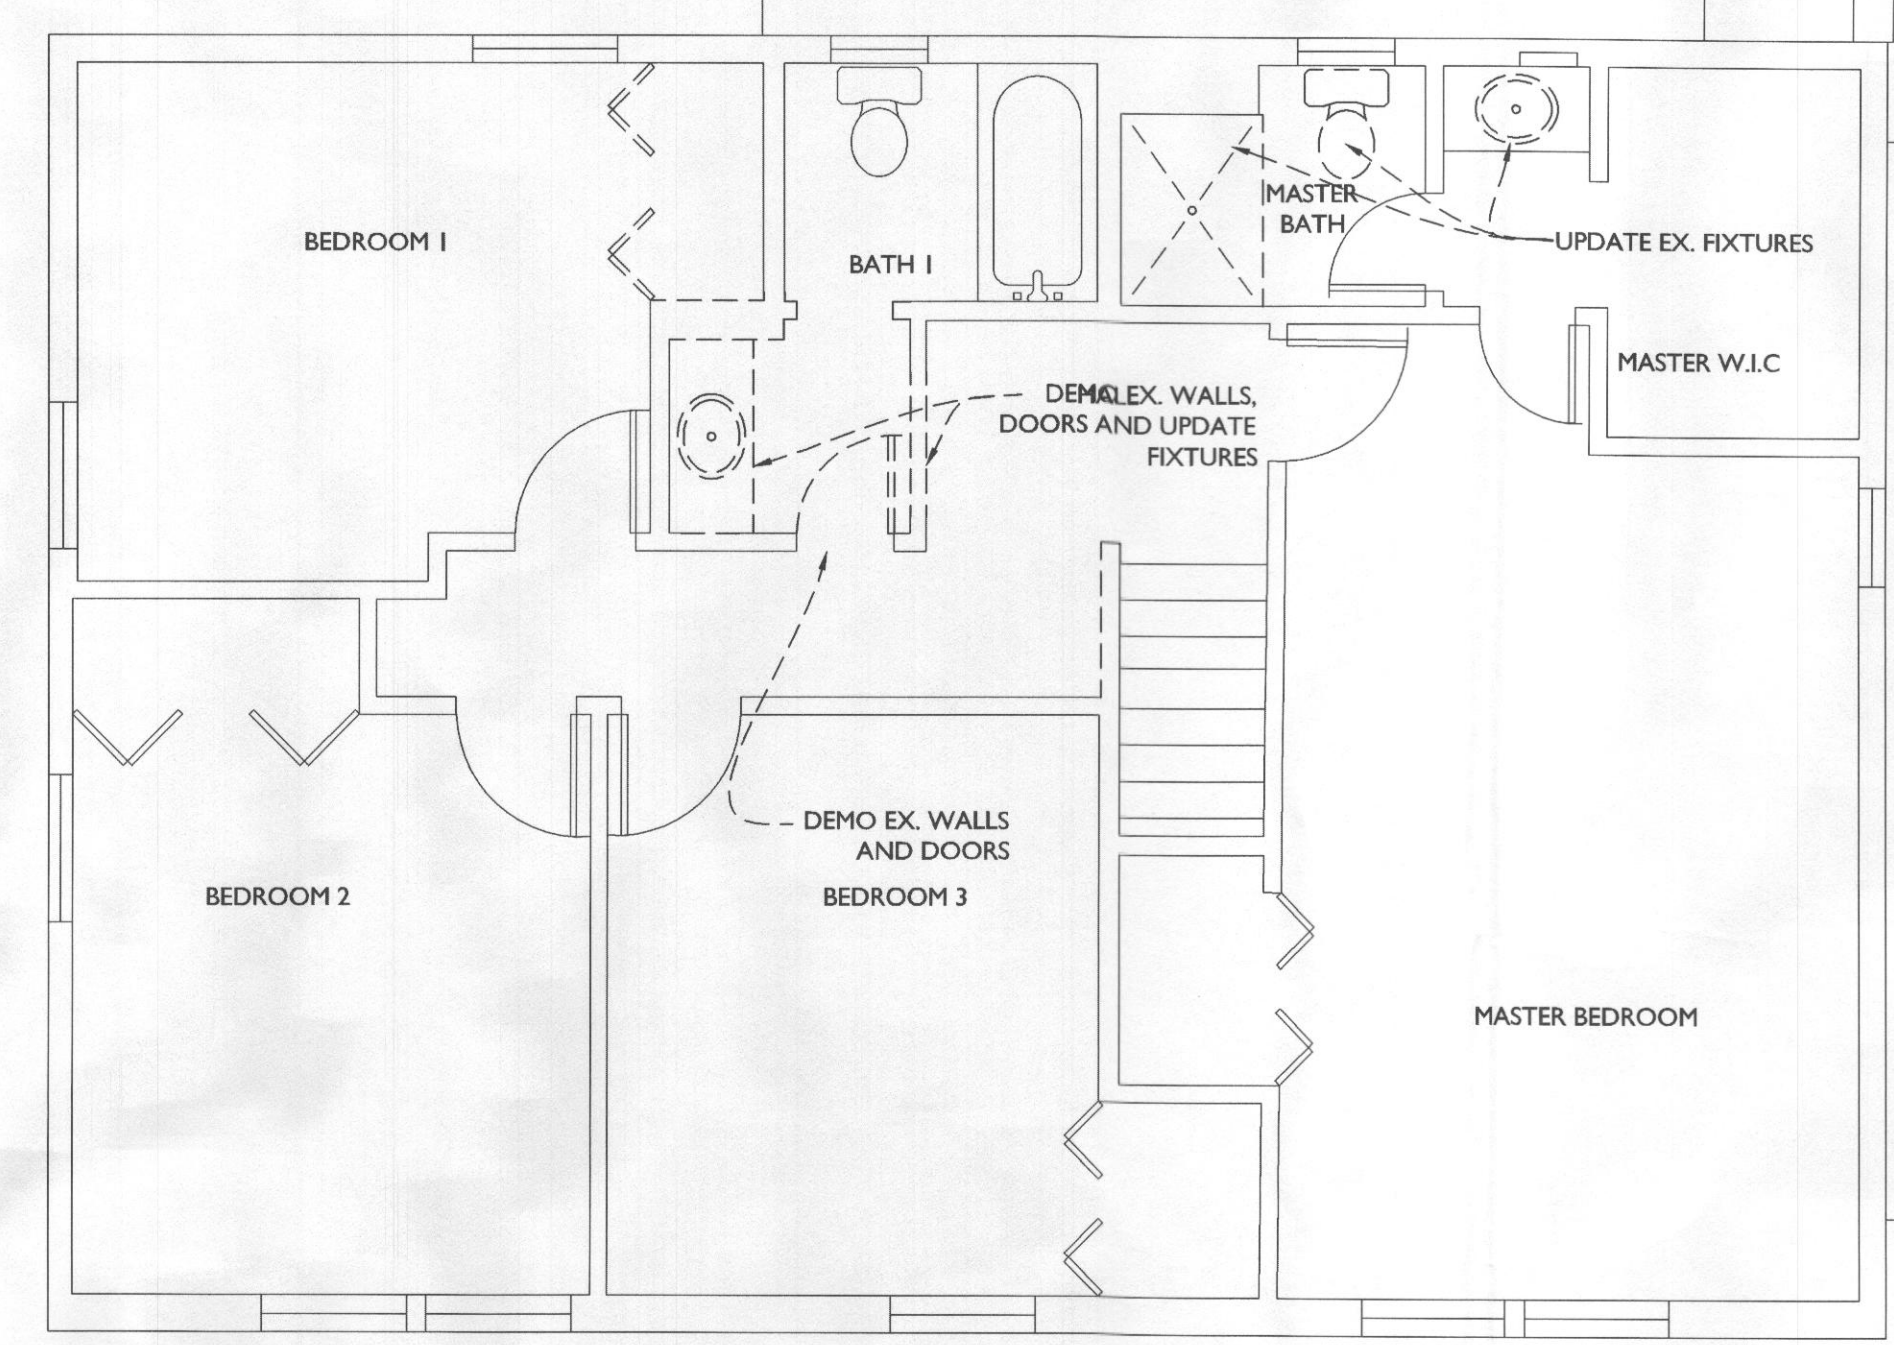 BEDROOM 1
BATH 1
MASTER
BATH
UPDATE EX. FIXTURES
MASTER W.I.C
DEMO EX. WALLS,
DOORS AND UPDATE
FIXTURES
DEMO EX. WALLS
AND DOORS
BEDROOM 2
BEDROOM 3
MASTER BEDROOM